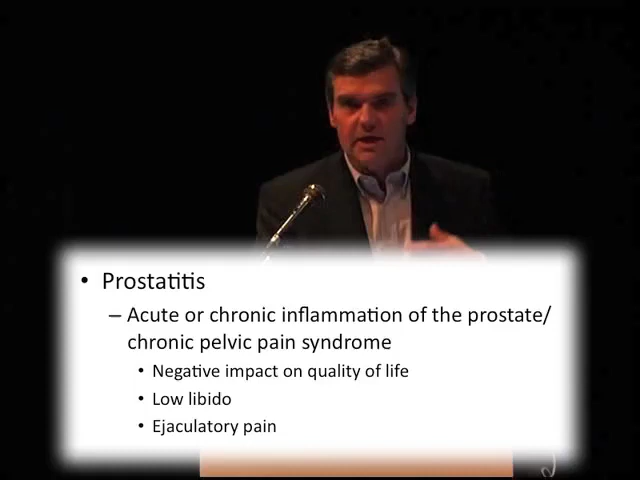 • Prostatitis
– Acute or chronic inflammation of the prostate/
chronic pelvic pain syndrome
• Negative impact on quality of life
• Low libido
• Ejaculatory pain